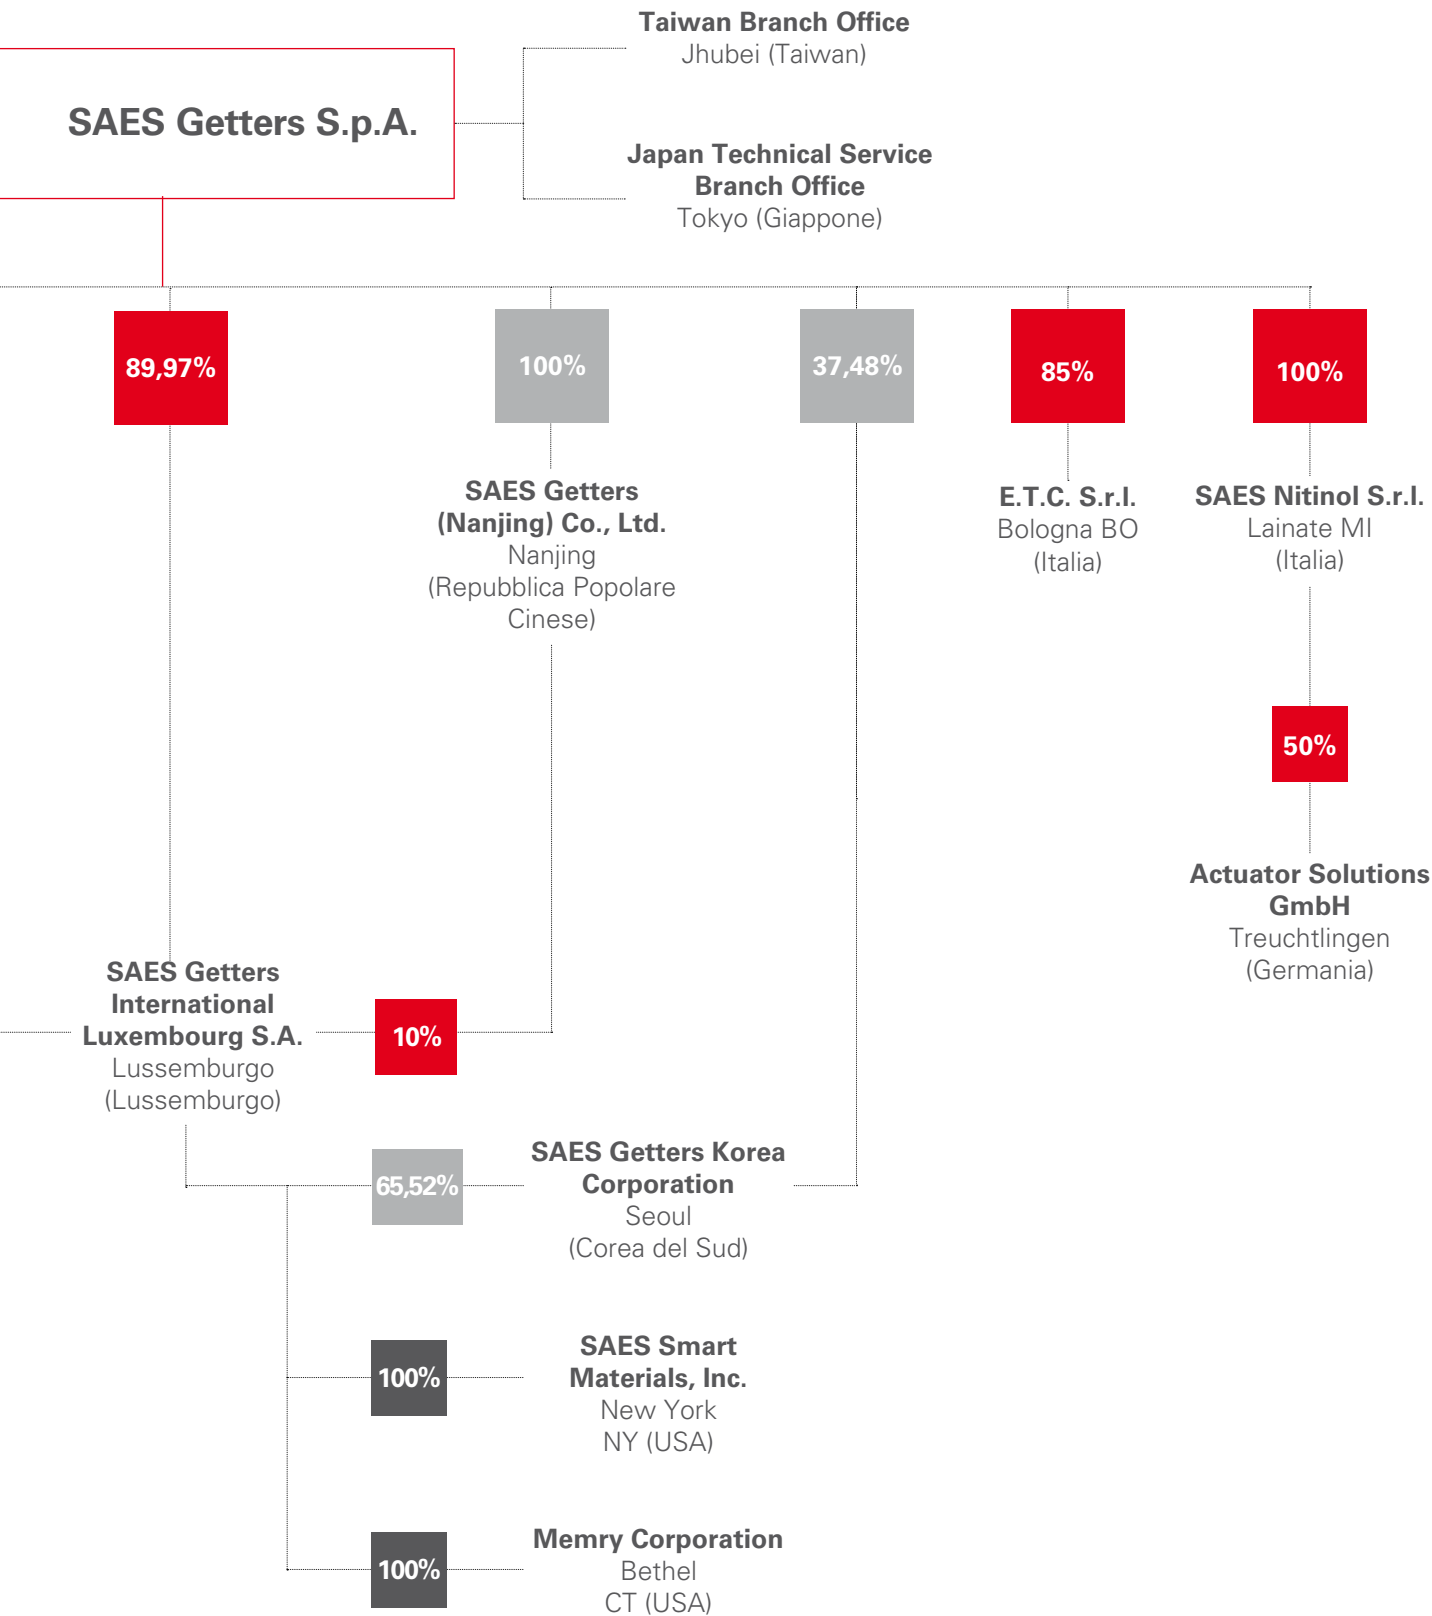 Taiwan Branch Office
Jhubei (Taiwan)
SAES Getters S.p.A.
Japan Technical Service
Branch Office
Tokyo (Giappone)
89,97%
100%
37,48%
85%
100%
SAES Getters
(Nanjing) Co., Ltd.
Nanjing
(Repubblica Popolare
Cinese)
E.T.C. S.r.l.
Bologna BO
(Italia)
SAES Nitinol S.r.l.
Lainate MI
(Italia)
50%
Actuator Solutions
GmbH
Treuchtlingen
(Germania)
SAES Getters
International
Luxembourg S.A.
Lussemburgo
(Lussemburgo)
10%
65,52%
SAES Getters Korea
Corporation
Seoul
(Corea del Sud)
100%
SAES Smart
Materials, Inc.
New York
NY (USA)
100%
Memry Corporation
Bethel
CT (USA)